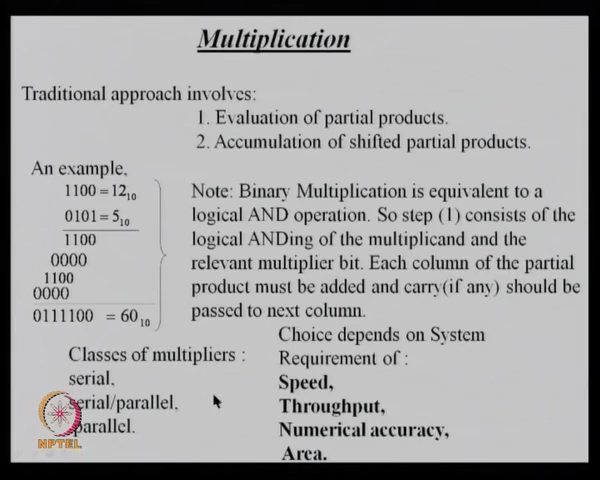 Multiplication
Traditional approach involves:
1. Evaluation of partial products.
2. Accumulation of shifted partial products.
An example,
1100 = 12₁₀
0101 = 5₁₀
1100
0000
1100
0000
0111100 = 60₁₀
Note: Binary Multiplication is equivalent to a
logical AND operation. So step (1) consists of the
logical ANDing of the multiplicand and the
relevant multiplier bit. Each column of the partial
product must be added and carry(if any) should be
passed to next column.
Classes of multipliers :
serial,
serial/parallel,
parallel.
Choice depends on System
Requirement of :
Speed,
Throughput,
Numerical accuracy,
Area.
NPTEL